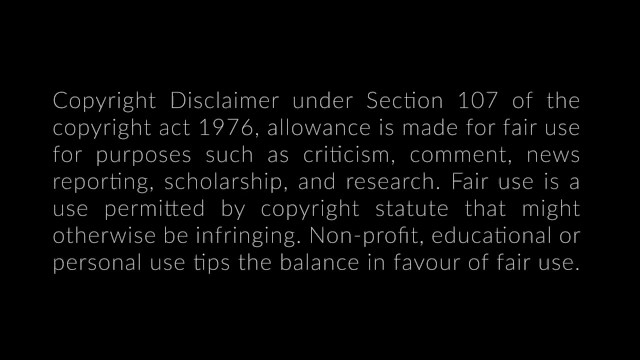 Copyright Disclaimer under Section 107 of the
copyright act 1976, allowance is made for fair use
for purposes such as criticism, comment, news
reporting, scholarship, and research. Fair use is a
use permitted by copyright statute that might
otherwise be infringing. Non-profit, educational or
personal use tips the balance in favour of fair use.